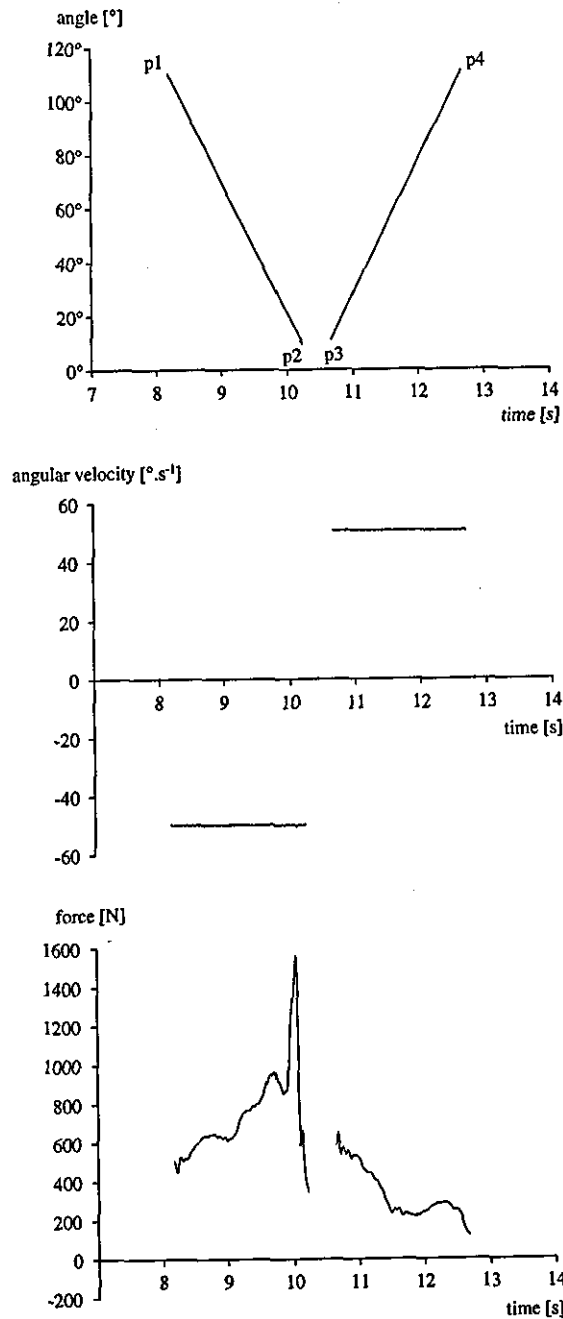 angle [°]
120°
100°
80°
60°
40°
20°
0°
p1
p4
p2 p3
7 8 9 10 11 12 13 14
time [s]
angular velocity [°.s⁻¹]
60
40
20
0
-20
-40
-60
8 9 10 11 12 13 14
time [s]
force [N]
1600
1400
1200
1000
800
600
400
200
0
-200
8 9 10 11 12 13 14
time [s]